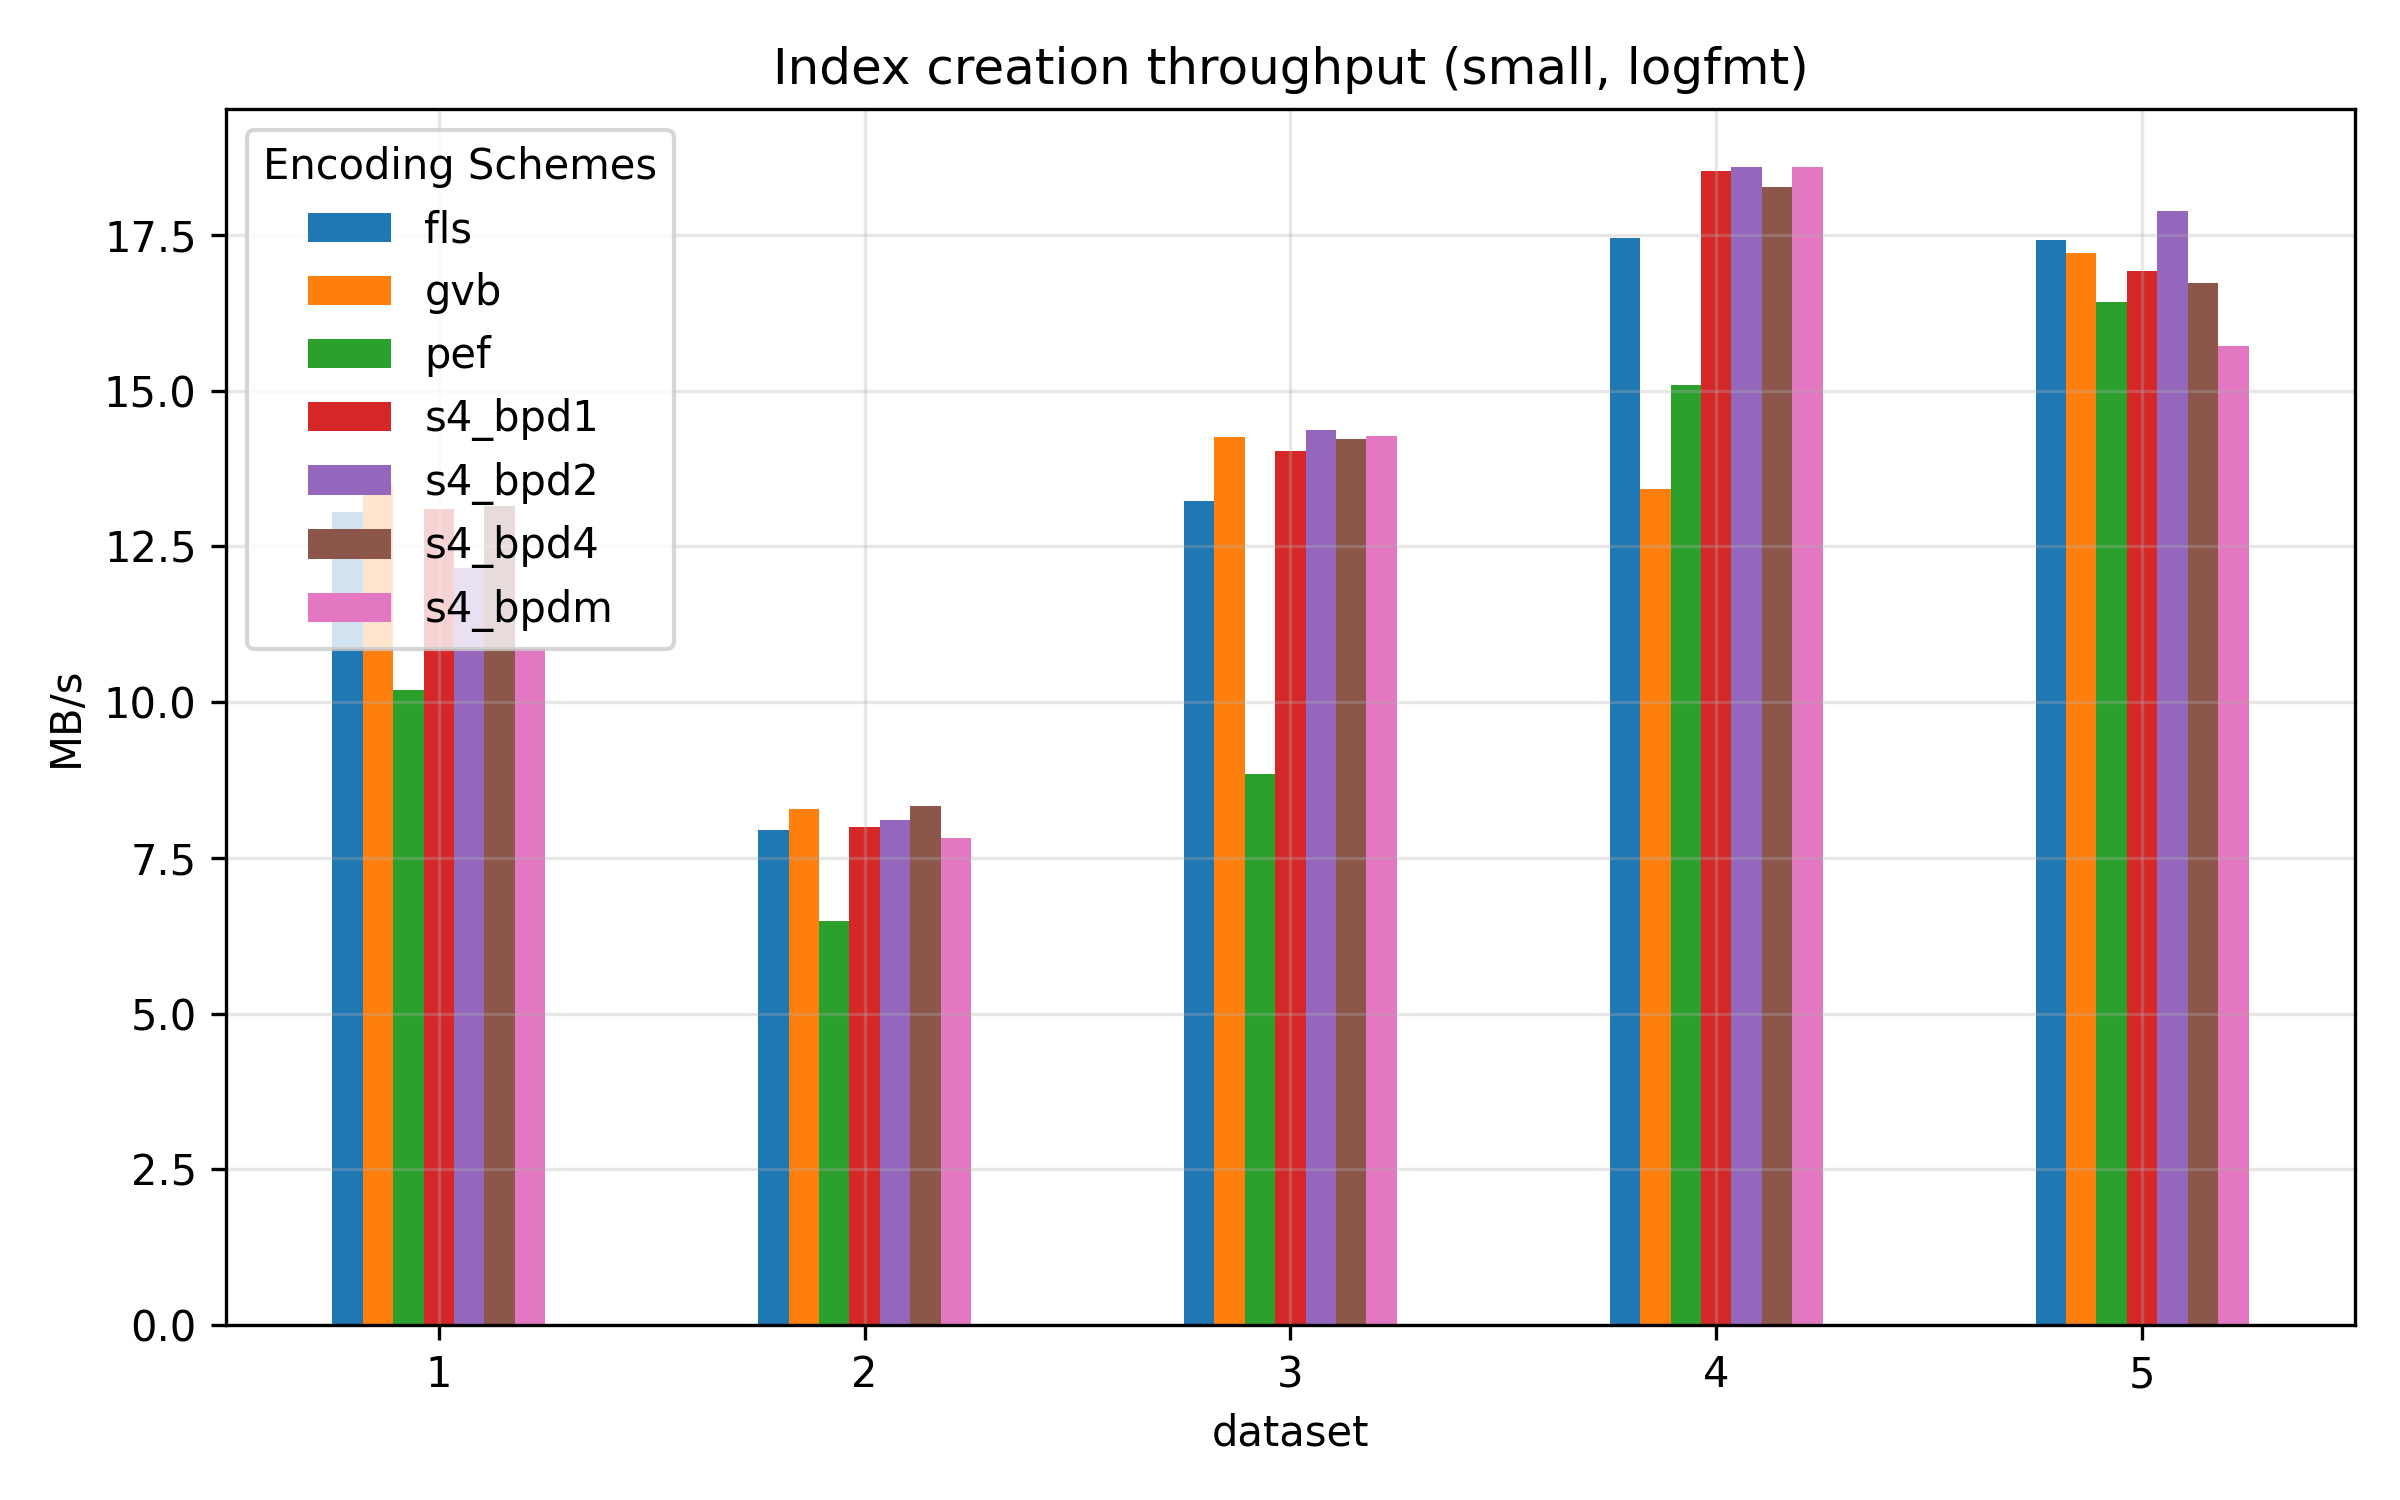 Index creation throughput (small, logfmt)
Encoding Schemes
fls
gvb
pef
s4_bpd1
s4_bpd2
s4_bpd4
s4_bpdm
17.5
15.0
12.5
10.0
7.5
5.0
2.5
0.0
MB/s
1 2 3 4 5
dataset